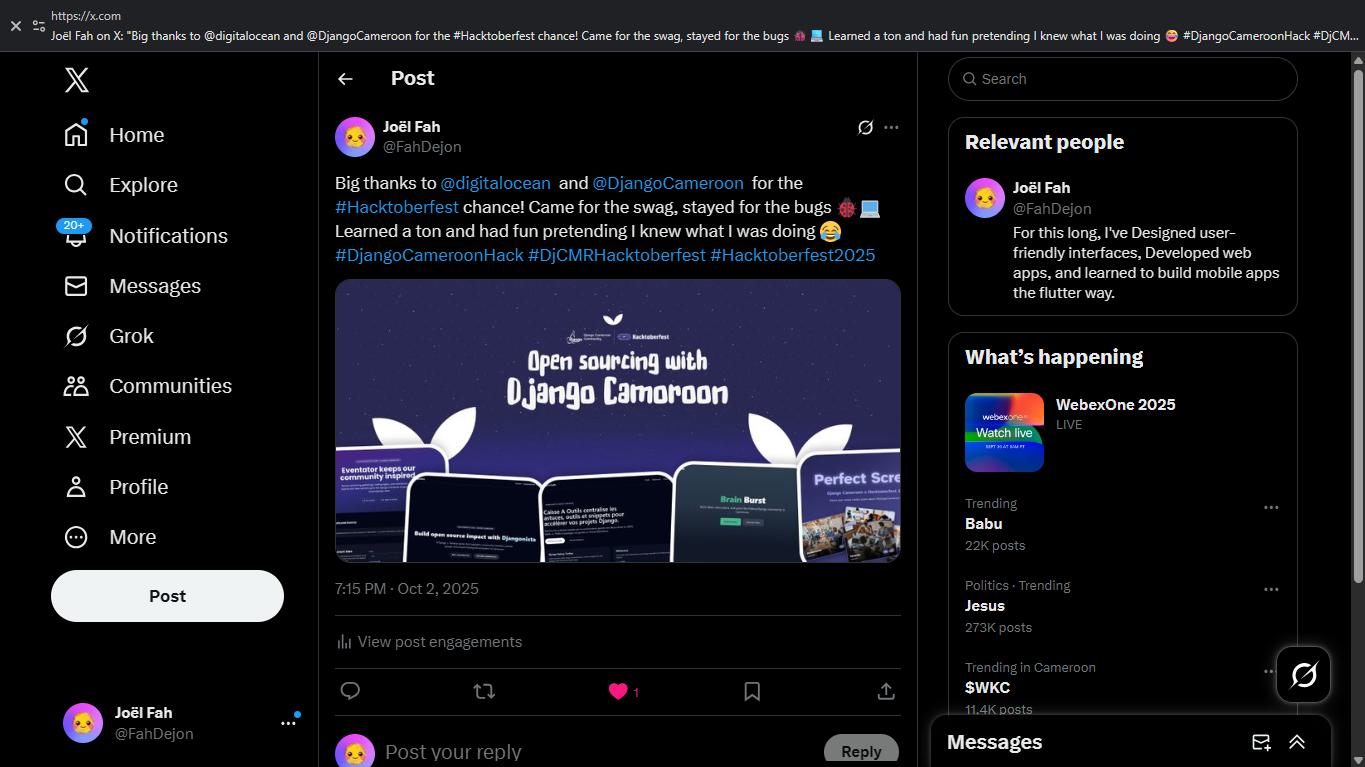 https://x.com
Joël Fah on X: "Big thanks to @digitalocean and @DjangoCameroon for the #Hacktoberfest chance! Came for the swag, stayed for the bugs 🐞💻 Learned a ton and had fun pretending I knew what I was doing 😂 #DjangoCameroonHack #DjCM...
Home
Explore
20+
Notifications
Messages
Grok
Communities
Premium
Profile
More
Post
Joël Fah
@FahDejon
Post
Joël Fah
@FahDejon
Big thanks to @digitalocean and @DjangoCameroon for the
#Hacktoberfest chance! Came for the swag, stayed for the bugs 🐞💻
Learned a ton and had fun pretending I knew what I was doing 😂
#DjangoCameroonHack #DjCMRHacktoberfest #Hacktoberfest2025
Django Cameroon
Community
Hacktoberfest
Open sourcing with
Django Camoroon
Eventator keeps our
community inspired
Build open source impact with Djangonists
Caisse A Outils centralise les
astuces, outils et snippets pour
accélérer vos projets Django.
Brain Burst
Perfect Scre
7:15 PM · Oct 2, 2025
View post engagements
1
Post your reply
Reply
Search
Relevant people
Joël Fah
@FahDejon
For this long, I've Designed user-
friendly interfaces, Developed web
apps, and learned to build mobile apps
the flutter way.
What's happening
webexone
Watch live
WebexOne 2025
LIVE
Trending
Babu
22K posts
Politics · Trending
Jesus
273K posts
Trending in Cameroon
$WKC
11.4K posts
Messages